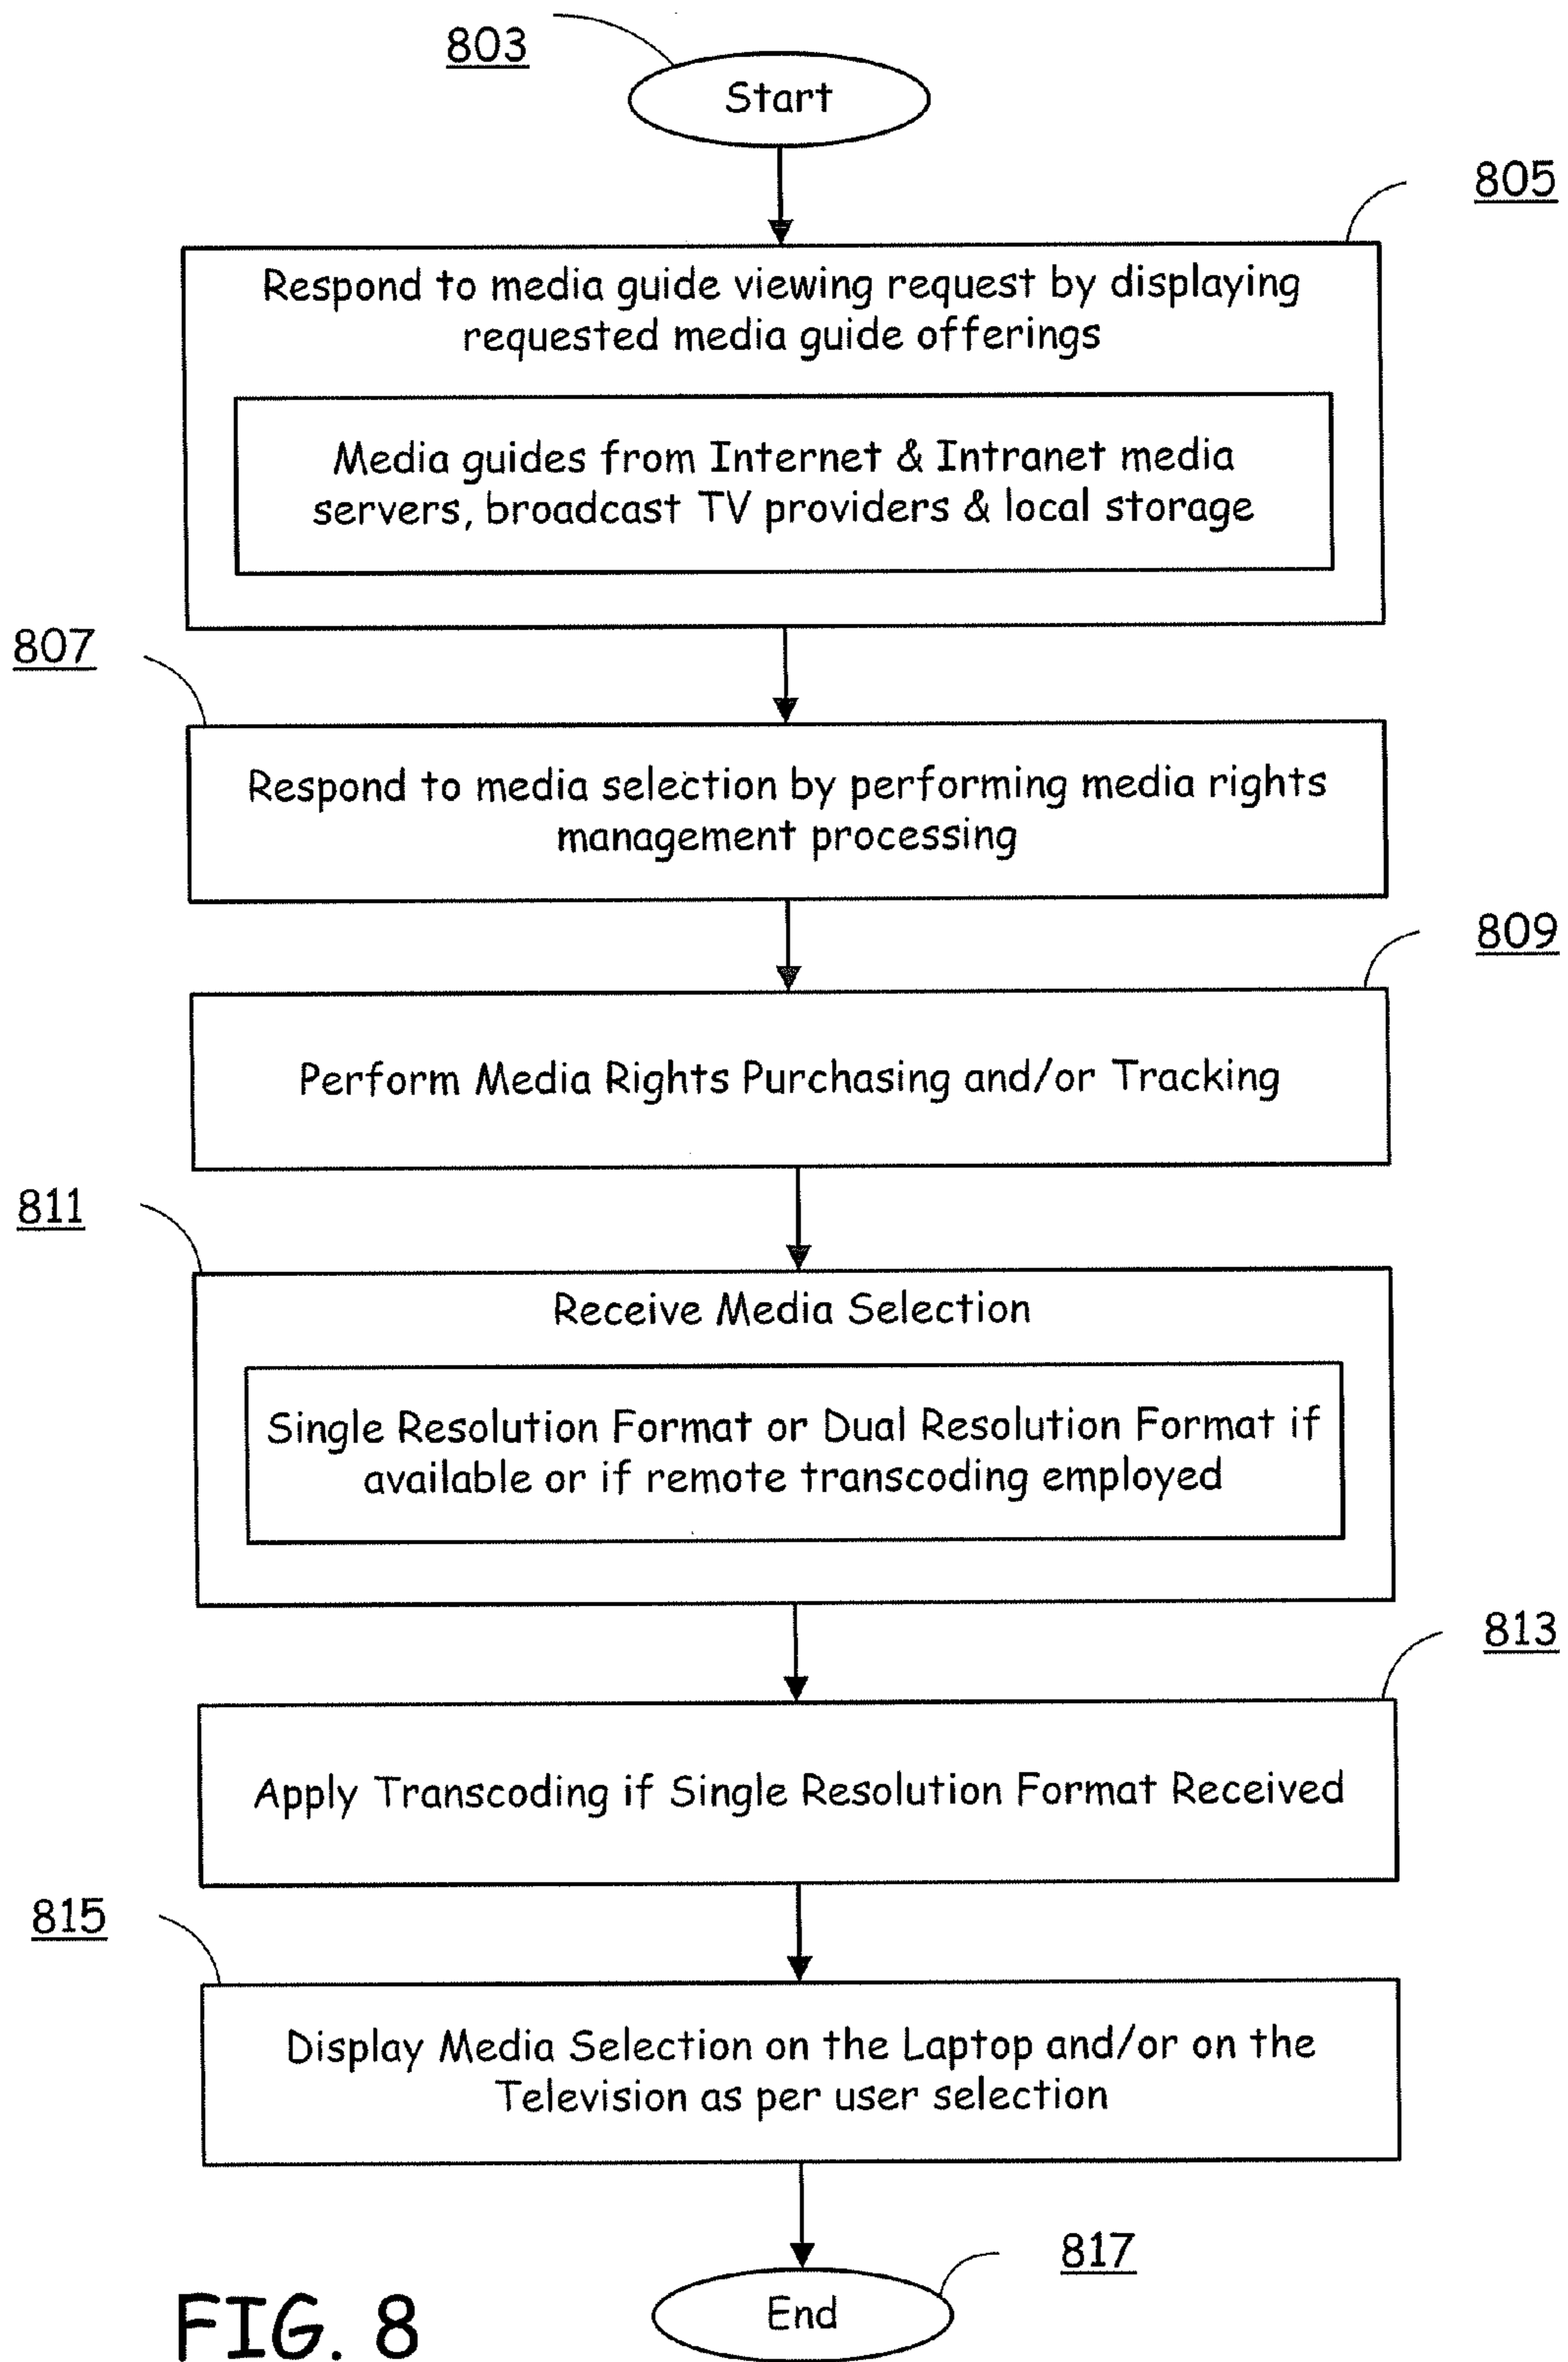 803
Start
805
Respond to media guide viewing request by displaying
requested media guide offerings
Media guides from Internet & Intranet media
servers, broadcast TV providers & local storage
807
Respond to media selection by performing media rights
management processing
809
Perform Media Rights Purchasing and/or Tracking
811
Receive Media Selection
Single Resolution Format or Dual Resolution Format if
available or if remote transcoding employed
813
Apply Transcoding if Single Resolution Format Received
815
Display Media Selection on the Laptop and/or on the
Television as per user selection
817
End
FIG. 8